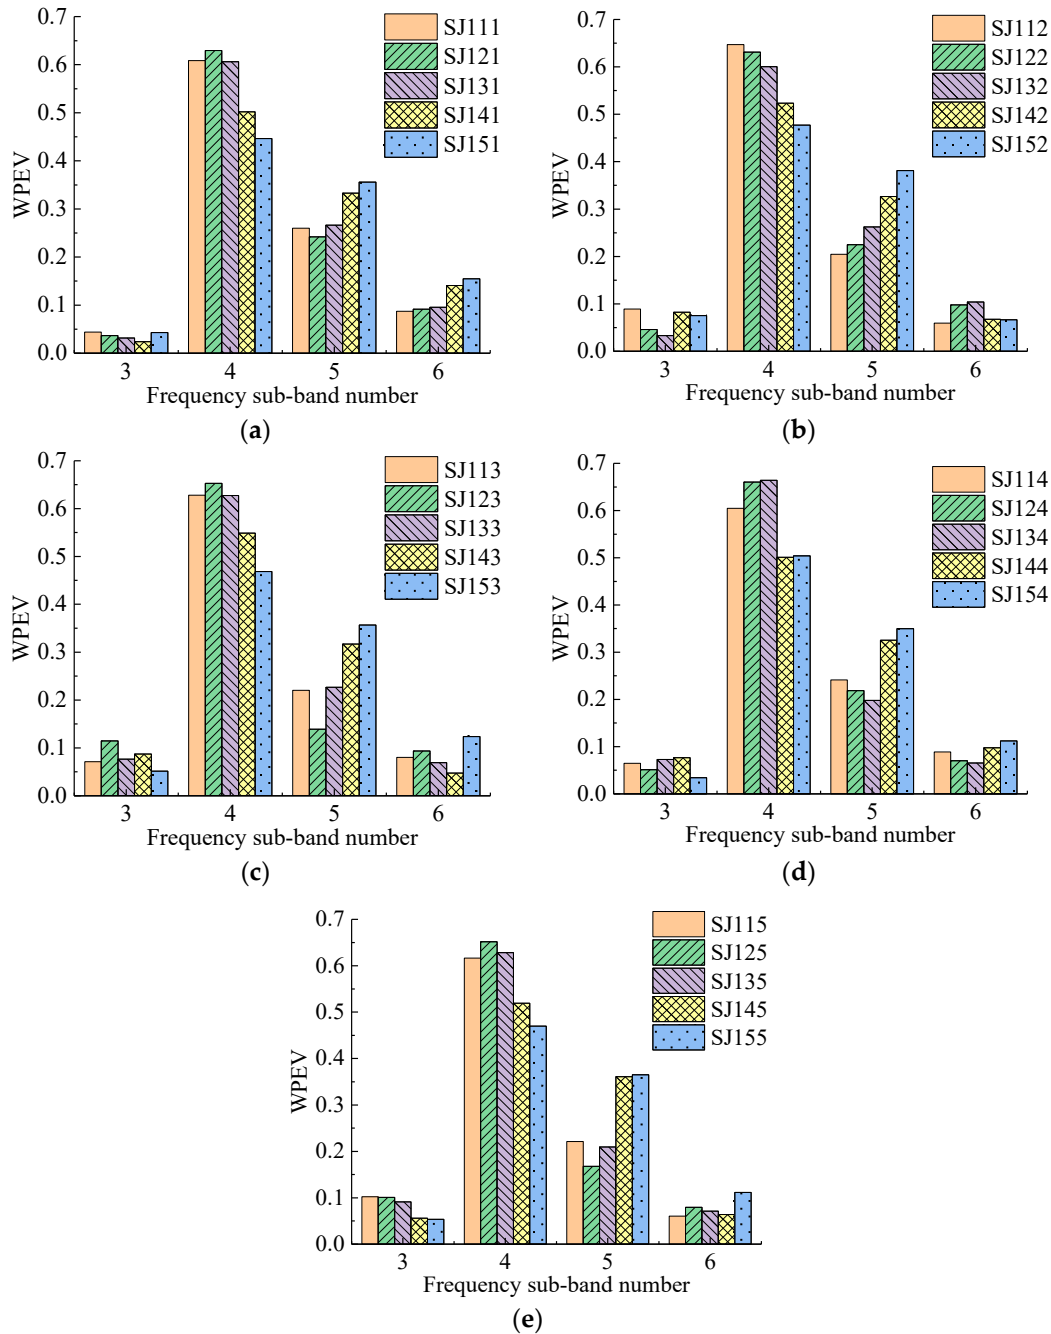 0.7
0.6
0.5
0.4
0.3
0.2
0.1
0.0
WPEV
SJ111
SJ121
SJ131
SJ141
SJ151
3 4 5 6
Frequency sub-band number
(a)
0.7
0.6
0.5
0.4
0.3
0.2
0.1
0.0
WPEV
SJ112
SJ122
SJ132
SJ142
SJ152
3 4 5 6
Frequency sub-band number
(b)
0.7
0.6
0.5
0.4
0.3
0.2
0.1
0.0
WPEV
SJ113
SJ123
SJ133
SJ143
SJ153
3 4 5 6
Frequency sub-band number
(c)
0.7
0.6
0.5
0.4
0.3
0.2
0.1
0.0
WPEV
SJ114
SJ124
SJ134
SJ144
SJ154
3 4 5 6
Frequency sub-band number
(d)
0.7
0.6
0.5
0.4
0.3
0.2
0.1
0.0
WPEV
SJ115
SJ125
SJ135
SJ145
SJ155
3 4 5 6
Frequency sub-band number
(e)